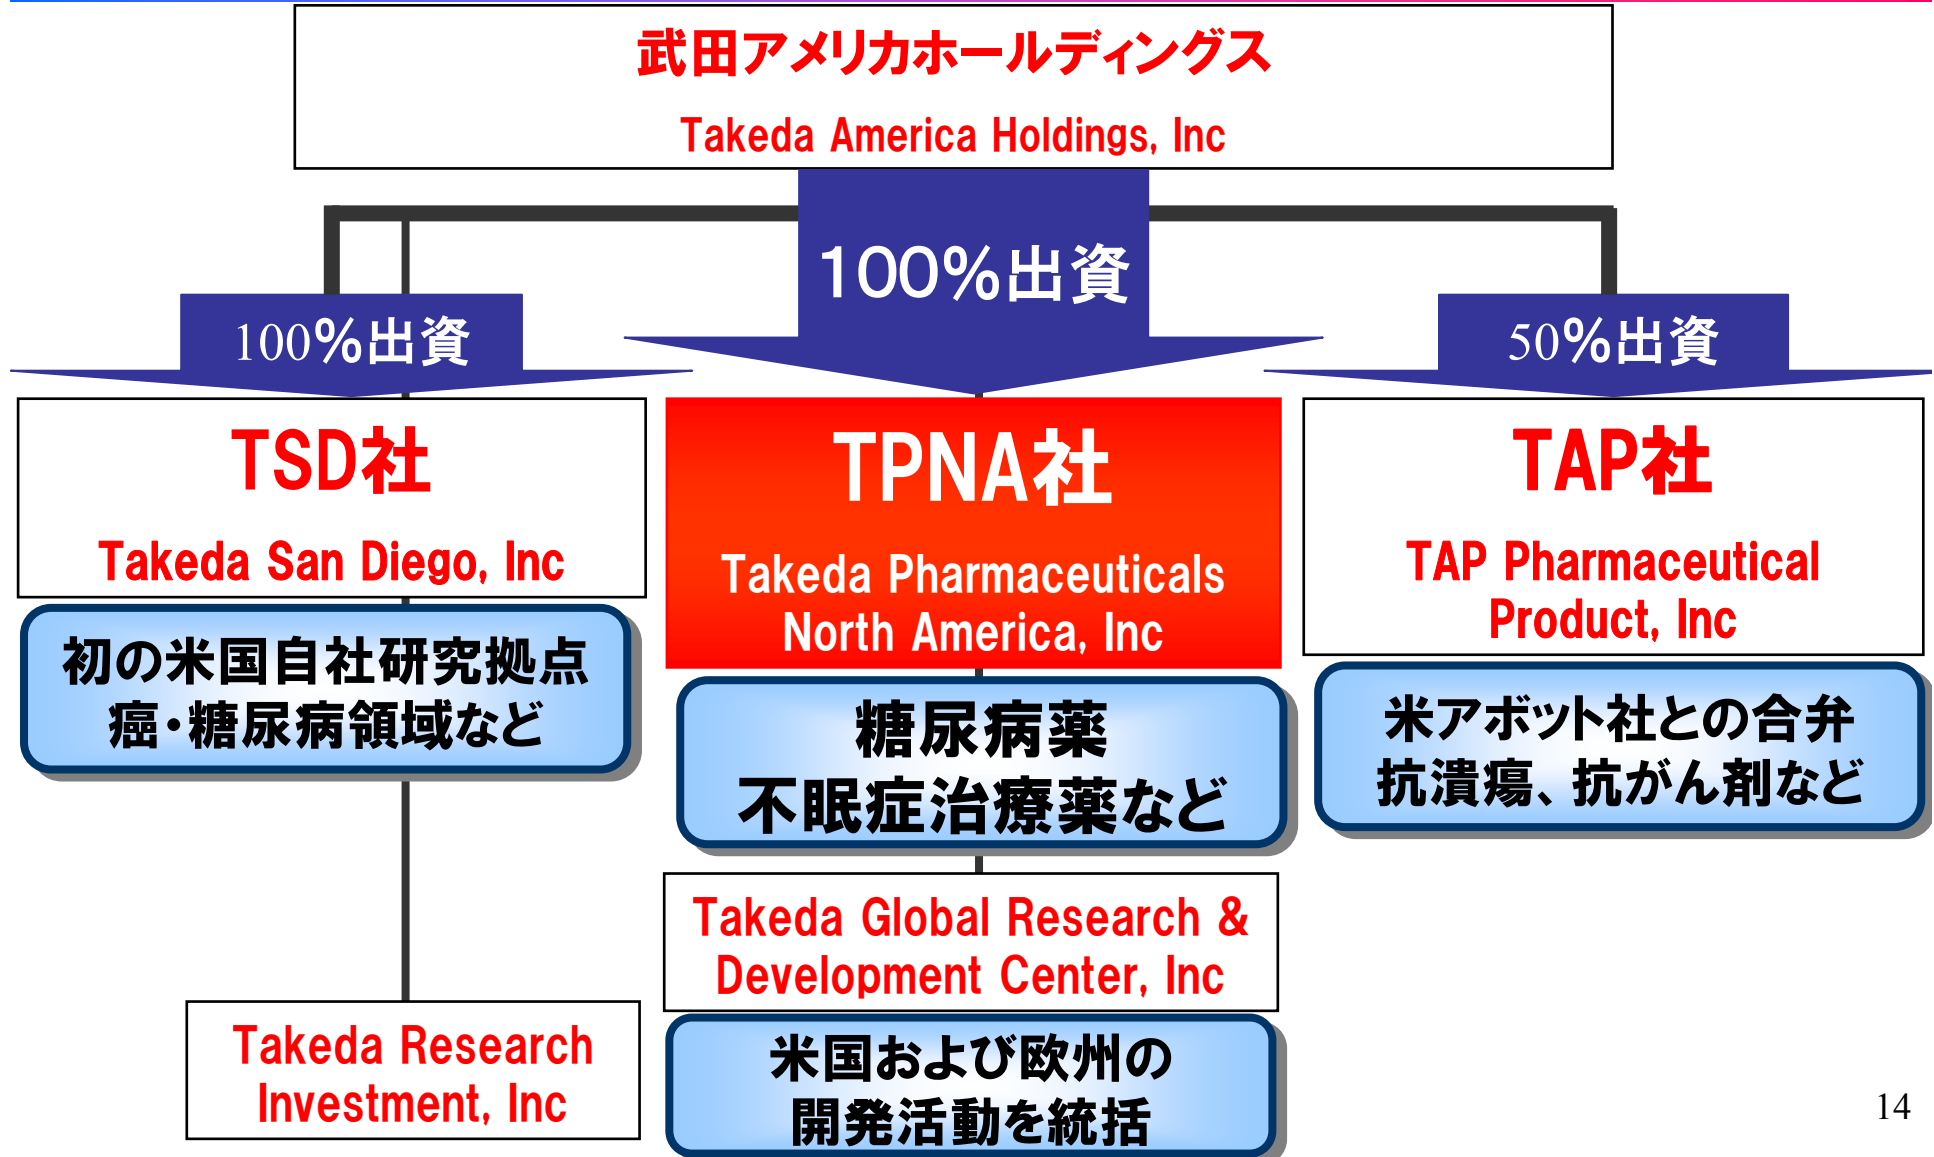 武田アメリカホールディングス
Takeda America Holdings, Inc
100%出資
100%出資
50%出資
TSD社
Takeda San Diego, Inc
初の米国自社研究拠点
癌・糖尿病領域など
TPNA社
Takeda Pharmaceuticals
North America, Inc
糖尿病薬
不眠症治療薬など
TAP社
TAP Pharmaceutical
Product, Inc
米アボット社との合弁
抗潰瘍、抗がん剤など
Takeda Global Research &
Development Center, Inc
米国および欧州の
開発活動を統括
Takeda Research
Investment, Inc
14